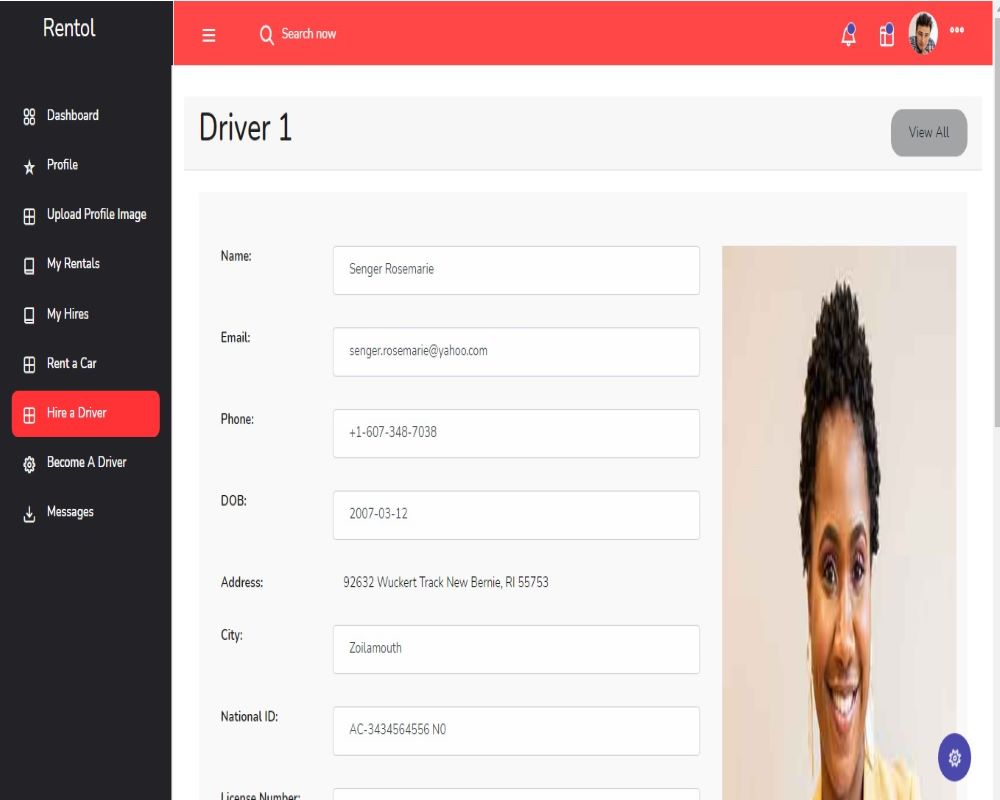 Rentol
Search now
Dashboard
Profile
Upload Profile Image
My Rentals
My Hires
Rent a Car
Hire a Driver
Become A Driver
Messages
Driver 1
View All
Name:
Senger Rosemarie
Email:
senger.rosemarie@yahoo.com
Phone:
+1-607-348-7038
DOB:
2007-03-12
Address:
92632 Wuckert Track New Bernie, RI 55753
City:
Zoilamouth
National ID:
AC-3434564556 N0
License Number: